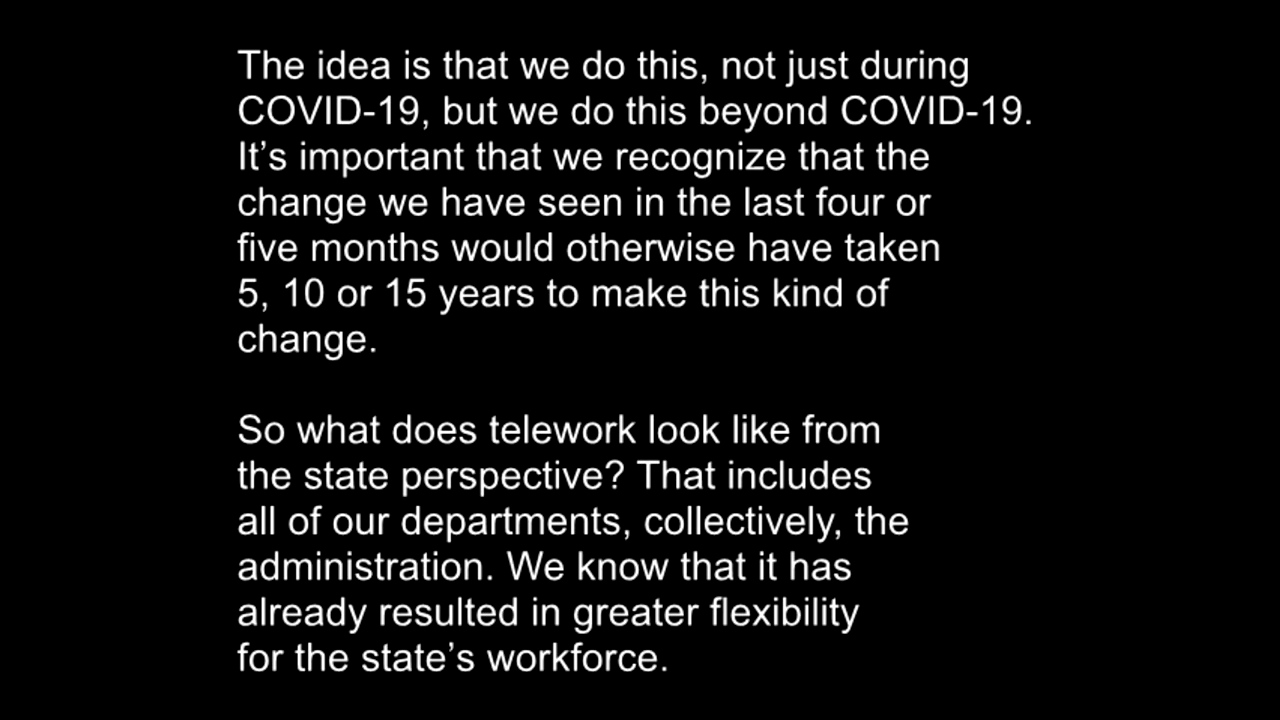 The idea is that we do this, not just during
COVID-19, but we do this beyond COVID-19.
It’s important that we recognize that the
change we have seen in the last four or
five months would otherwise have taken
5, 10 or 15 years to make this kind of
change.
So what does telework look like from
the state perspective? That includes
all of our departments, collectively, the
administration. We know that it has
already resulted in greater flexibility
for the state’s workforce.